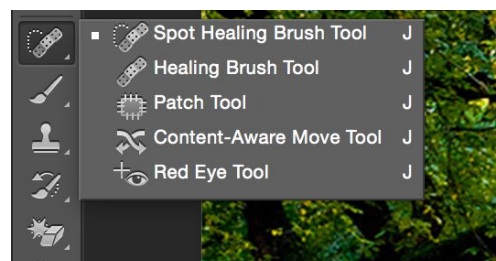 Spot Healing Brush Tool J
Healing Brush Tool J
Patch Tool J
Content-Aware Move Tool J
Red Eye Tool J